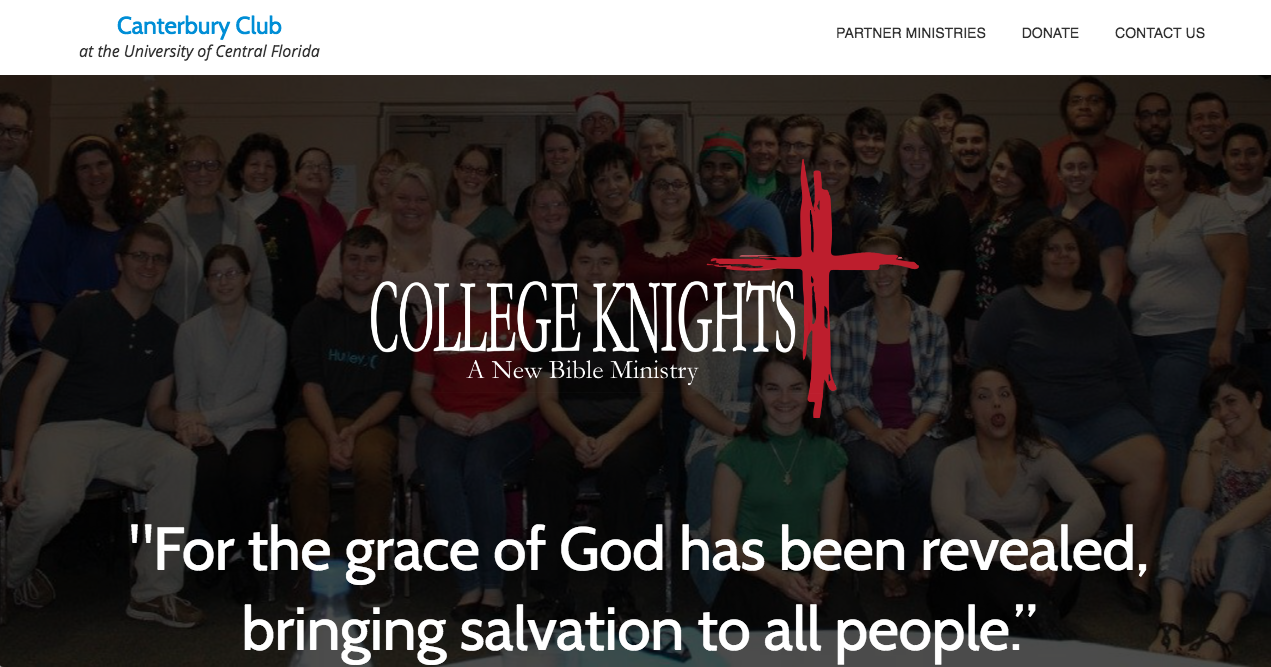 Canterbury Club
at the University of Central Florida
PARTNER MINISTRIES DONATE CONTACT US
COLLEGE KNIGHTS
A New Bible Ministry
Hurley
"For the grace of God has been revealed,
bringing salvation to all people.”